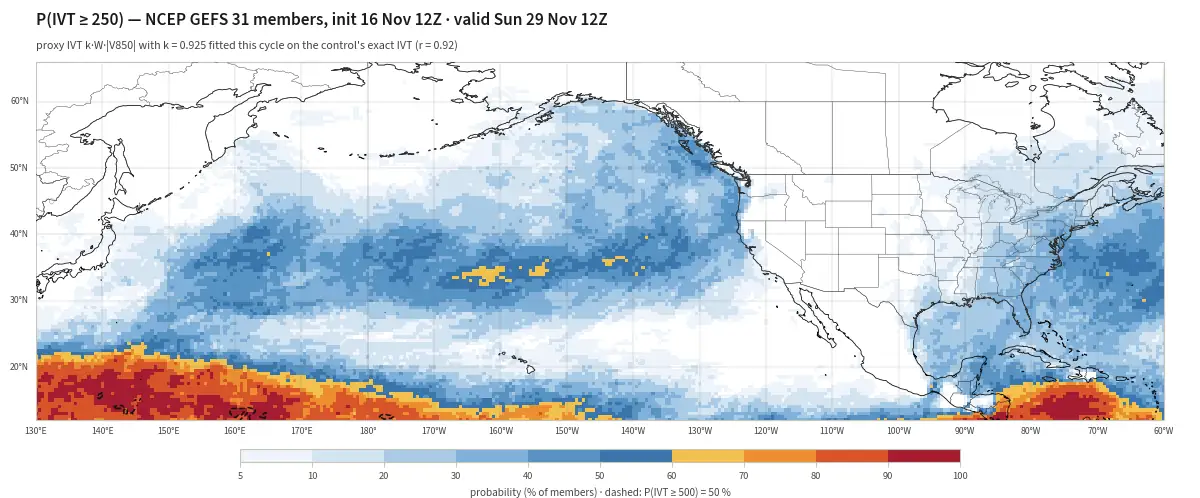 P(IVT ≥ 250) — NCEP GEFS 31 members, init 16 Nov 12Z · valid Sun 29 Nov 12Z
proxy IVT k·W·|V850| with k = 0.925 fitted this cycle on the control's exact IVT (r = 0.92)
60°N
50°N
40°N
30°N
20°N
130°E 140°E 150°E 160°E 170°E 180° 170°W 160°W 150°W 140°W 130°W 120°W 110°W 100°W 90°W 80°W 70°W 60°W
5 10 20 30 40 50 60 70 80 90 100
probability (% of members) · dashed: P(IVT ≥ 500) = 50 %